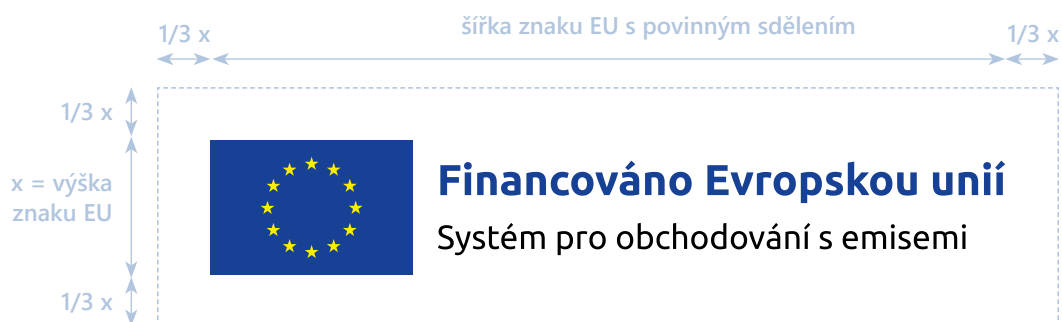 1/3 x
šířka znaku EU s povinným sdělením
1/3 x
1/3 x
x = výška
znaku EU
Financováno Evropskou unií
Systém pro obchodování s emisemi
1/3 x